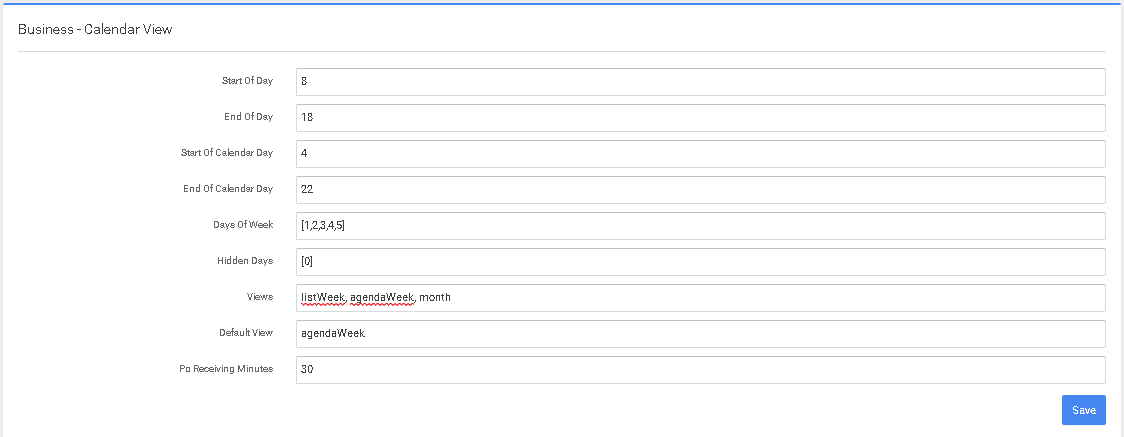 Business - Calendar View
Start Of Day 8
End Of Day 18
Start Of Calendar Day 4
End Of Calendar Day 22
Days Of Week [1,2,3,4,5]
Hidden Days [0]
Views listWeek, agendaWeek, month
Default View agendaWeek
Po Receiving Minutes 30
Save